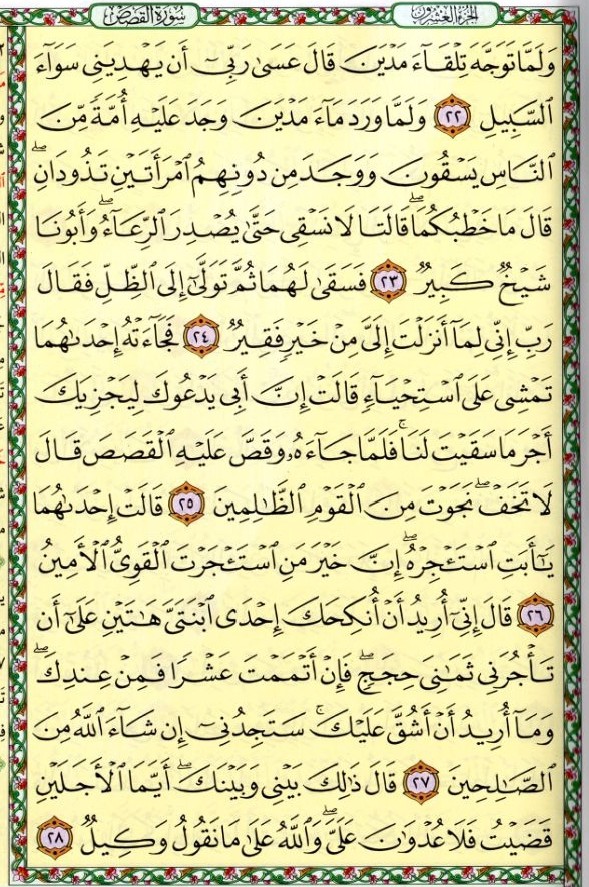 الجزء العشرون
سورة القصص
وَلَمَّا تَوَجَّهَ تِلْقَآءَ مَدْيَنَ قَالَ عَسَىٰ رَبِّىٓ أَن يَهْدِيَنِى سَوَآءَ
ٱلسَّبِيلِ ٢٢ وَلَمَّا وَرَدَ مَآءَ مَدْيَنَ وَجَدَ عَلَيْهِ أُمَّةً مِّنَ
ٱلنَّاسِ يَسْقُونَ وَوَجَدَ مِن دُونِهِمُ ٱمْرَأَتَيْنِ تَذُودَانِۖ
قَالَ مَا خَطْبُكُمَاۖ قَالَتَا لَا نَسْقِى حَتَّىٰ يُصْدِرَ ٱلرِّعَآءُۖ وَأَبُونَا
شَيْخٌ كَبِيرٌ ٢٣ فَسَقَىٰ لَهُمَا ثُمَّ تَوَلَّىٰٓ إِلَى ٱلظِّلِّ فَقَالَ
رَبِّ إِنِّى لِمَآ أَنزَلْتَ إِلَىَّ مِنْ خَيْرٍ فَقِيرٌ ٢٤ فَجَآءَتْهُ إِحْدَىٰهُمَا
تَمْشِى عَلَى ٱسْتِحْيَآءٍ قَالَتْ إِنَّ أَبِى يَدْعُوكَ لِيَجْزِيَكَ
أَجْرَ مَا سَقَيْتَ لَنَاۚ فَلَمَّا جَآءَهُۥ وَقَصَّ عَلَيْهِ ٱلْقَصَصَ قَالَ
لَا تَخَفْۖ نَجَوْتَ مِنَ ٱلْقَوْمِ ٱلظَّٰلِمِينَ ٢٥ قَالَتْ إِحْدَىٰهُمَا
يَٰٓأَبَتِ ٱسْتَـْٔجِرْهُۖ إِنَّ خَيْرَ مَنِ ٱسْتَـْٔجَرْتَ ٱلْقَوِىُّ ٱلْأَمِينُ
٢٦ قَالَ إِنِّىٓ أُرِيدُ أَنْ أُنكِحَكَ إِحْدَى ٱبْنَتَىَّ هَٰتَيْنِ عَلَىٰٓ أَن
تَأْجُرَنِى ثَمَٰنِىَ حِجَجٍۖ فَإِنْ أَتْمَمْتَ عَشْرًا فَمِنْ عِندِكَۖ
وَمَآ أُرِيدُ أَنْ أَشُقَّ عَلَيْكَۚ سَتَجِدُنِىٓ إِن شَآءَ ٱللَّهُ مِنَ
ٱلصَّٰلِحِينَ ٢٧ قَالَ ذَٰلِكَ بَيْنِى وَبَيْنَكَۖ أَيَّمَا ٱلْأَجَلَيْنِ
قَضَيْتُ فَلَا عُدْوَٰنَ عَلَىَّۖ وَٱللَّهُ عَلَىٰ مَا نَقُولُ وَكِيلٌ ٢٨